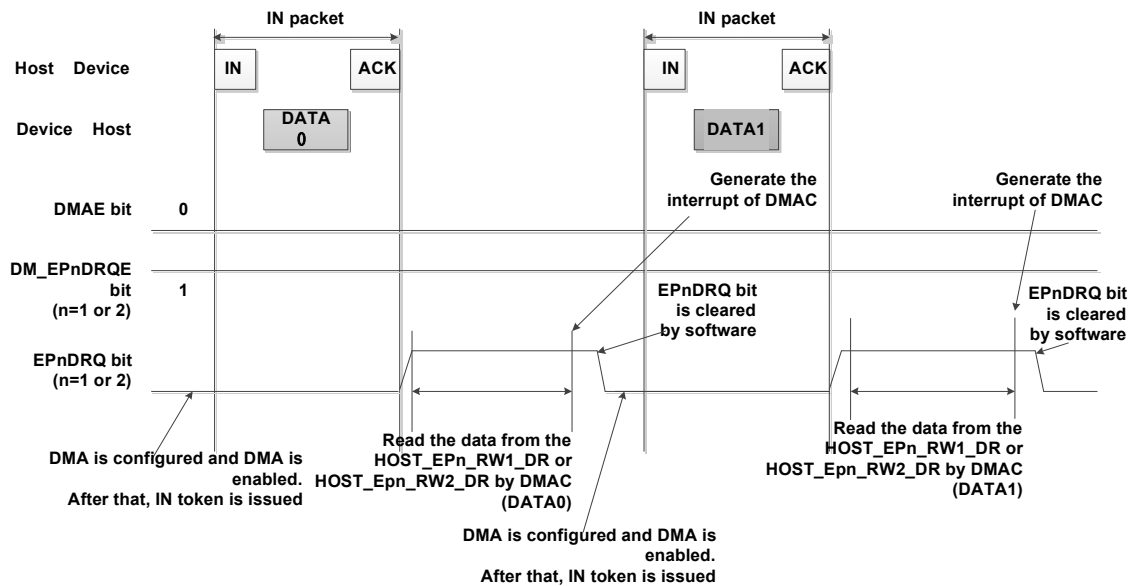 IN packet
IN packet
Host Device
IN
ACK
IN
ACK
Device Host
DATA
0
DATA1
Generate the
interrupt of DMAC
Generate the
interrupt of DMAC
DMAE bit
0
DM_EPnDRQE
bit
(n=1 or 2)
1
EPnDRQ bit
is cleared
by software
EPnDRQ bit
is cleared
by software
EPnDRQ bit
(n=1 or 2)
DMA is configured and DMA is
enabled.
After that, IN token is issued
Read the data from the
HOST_EPn_RW1_DR or
HOST_Epn_RW2_DR by DMAC
(DATA0)
Read the data from the
HOST_EPn_RW1_DR or
HOST_Epn_RW2_DR by DMAC
(DATA1)
DMA is configured and DMA is
enabled.
After that, IN token is issued